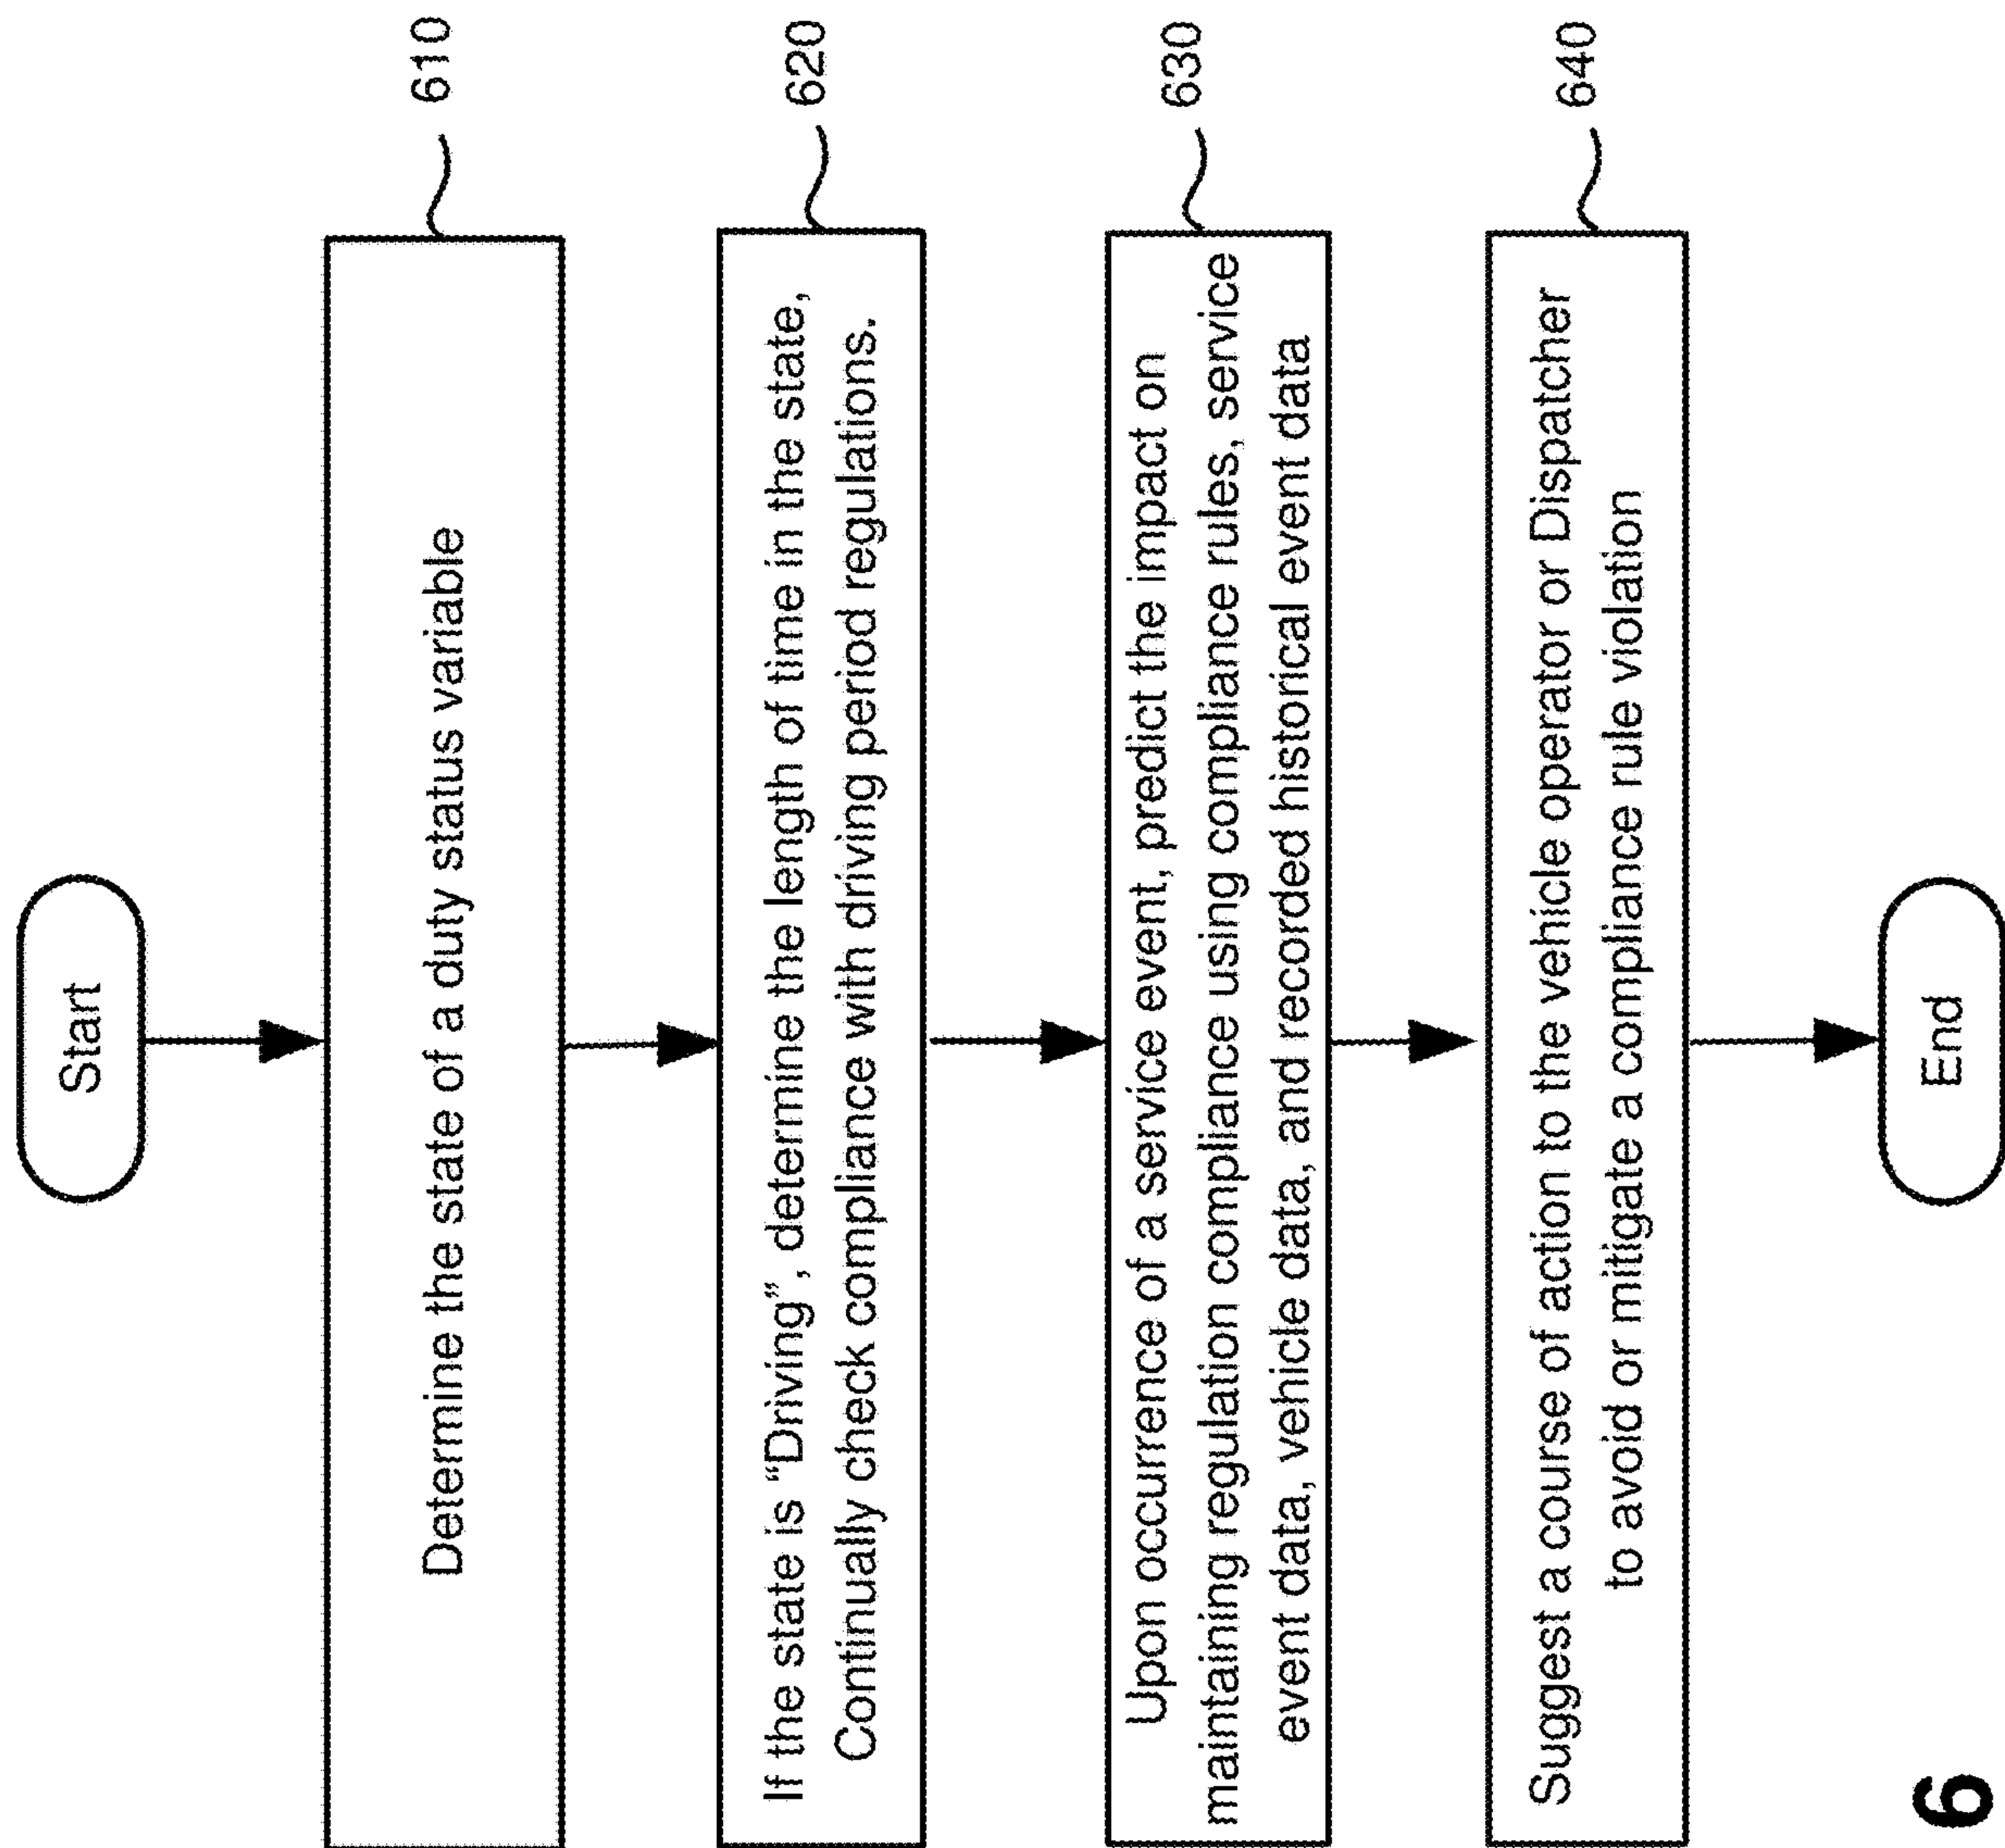 Start
Determine the state of a duty status variable
610
If the state is “Driving”, determine the length of time in the state,
Continually check compliance with driving period regulations.
620
Upon occurrence of a service event, predict the impact on
maintaining regulation compliance using compliance rules, service
event data, vehicle data, and recorded historical event data
630
Suggest a course of action to the vehicle operator or Dispatcher
to avoid or mitigate a compliance rule violation
640
End
6